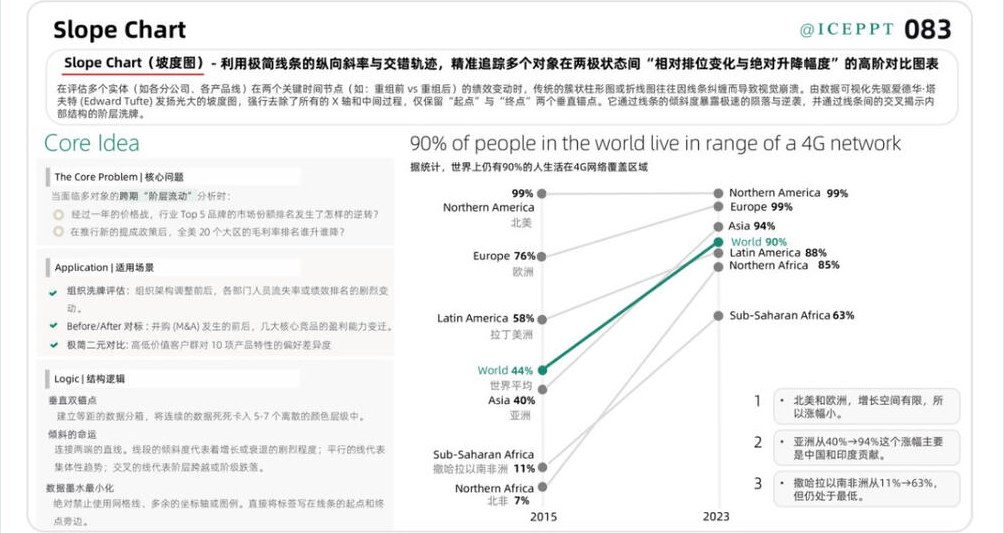 Slope Chart
@ICEPPT 083
Slope Chart（坡度图）- 利用极简线条的纵向斜率与交错轨迹，精准追踪多个对象在两极状态间“相对排位变化与绝对升降幅度”的高阶对比图表
在评估多个实体（如各分公司、各产品线）在两个关键时间节点（如：重组前 vs 重组后）的绩效变动时，传统的簇状柱形图或折线图往往因线条纠缠而导致视觉崩溃。由数据可视化先驱爱德华·塔
夫特 (Edward Tufte) 发扬光大的坡度图，强行去除了所有的 X 轴和中间过程，仅保留“起点”与“终点”两个垂直锚点。它通过线条的倾斜度暴露极速的陨落与逆袭，并通过线条间的交叉揭示内
部结构的阶层洗牌。
Core Idea
The Core Problem | 核心问题
当面临多对象的跨期“阶层流动”分析时：
经过一年的价格战，行业 Top 5 品牌的市场份额排名发生了怎样的逆转？
在推行新的提成政策后，全美 20 个大区的毛利率排名谁升谁降？
Application | 适用场景
组织洗牌评估：组织架构调整前后，各部门人员流失率或绩效排名的剧烈变
动。
Before/After 对标：并购 (M&A) 发生的前后，几大核心竞品的盈利能力变迁。
极简二元对比: 高低价值客户群对 10 项产品特性的偏好差异度
Logic | 结构逻辑
垂直双锚点
建立等距的数据分箱，将连续的数据死死卡入 5-7 个离散的颜色层级中。
倾斜的命运
连接两端的直线。线段的倾斜度代表着增长或衰退的剧烈程度；平行的线代表
集体性趋势；交叉的线代表阶层跨越或阶级跌落。
数据墨水最小化
绝对禁止使用网格线、多余的坐标轴或图例。直接将标签写在线条的起点和终
点旁边。
90% of people in the world live in range of a 4G network
据统计，世界上仍有90%的人生活在4G网络覆盖区域
99%
Northern America
北美
Europe 76%
欧洲
Latin America 58%
拉丁美洲
World 44%
世界平均
Asia 40%
亚洲
Sub-Saharan Africa
撒哈拉以南非洲 11%
Northern Africa
北非 7%
2015
Northern America 99%
Europe 99%
Asia 94%
World 90%
Latin America 88%
Northern Africa 85%
Sub-Saharan Africa 63%
2023
1
• 北美和欧洲，增长空间有限，所
以涨幅小。
2
• 亚洲从40%→94%这个涨幅主要
是中国和印度贡献。
3
• 撒哈拉以南非洲从11%→63%，
但仍处于最低。